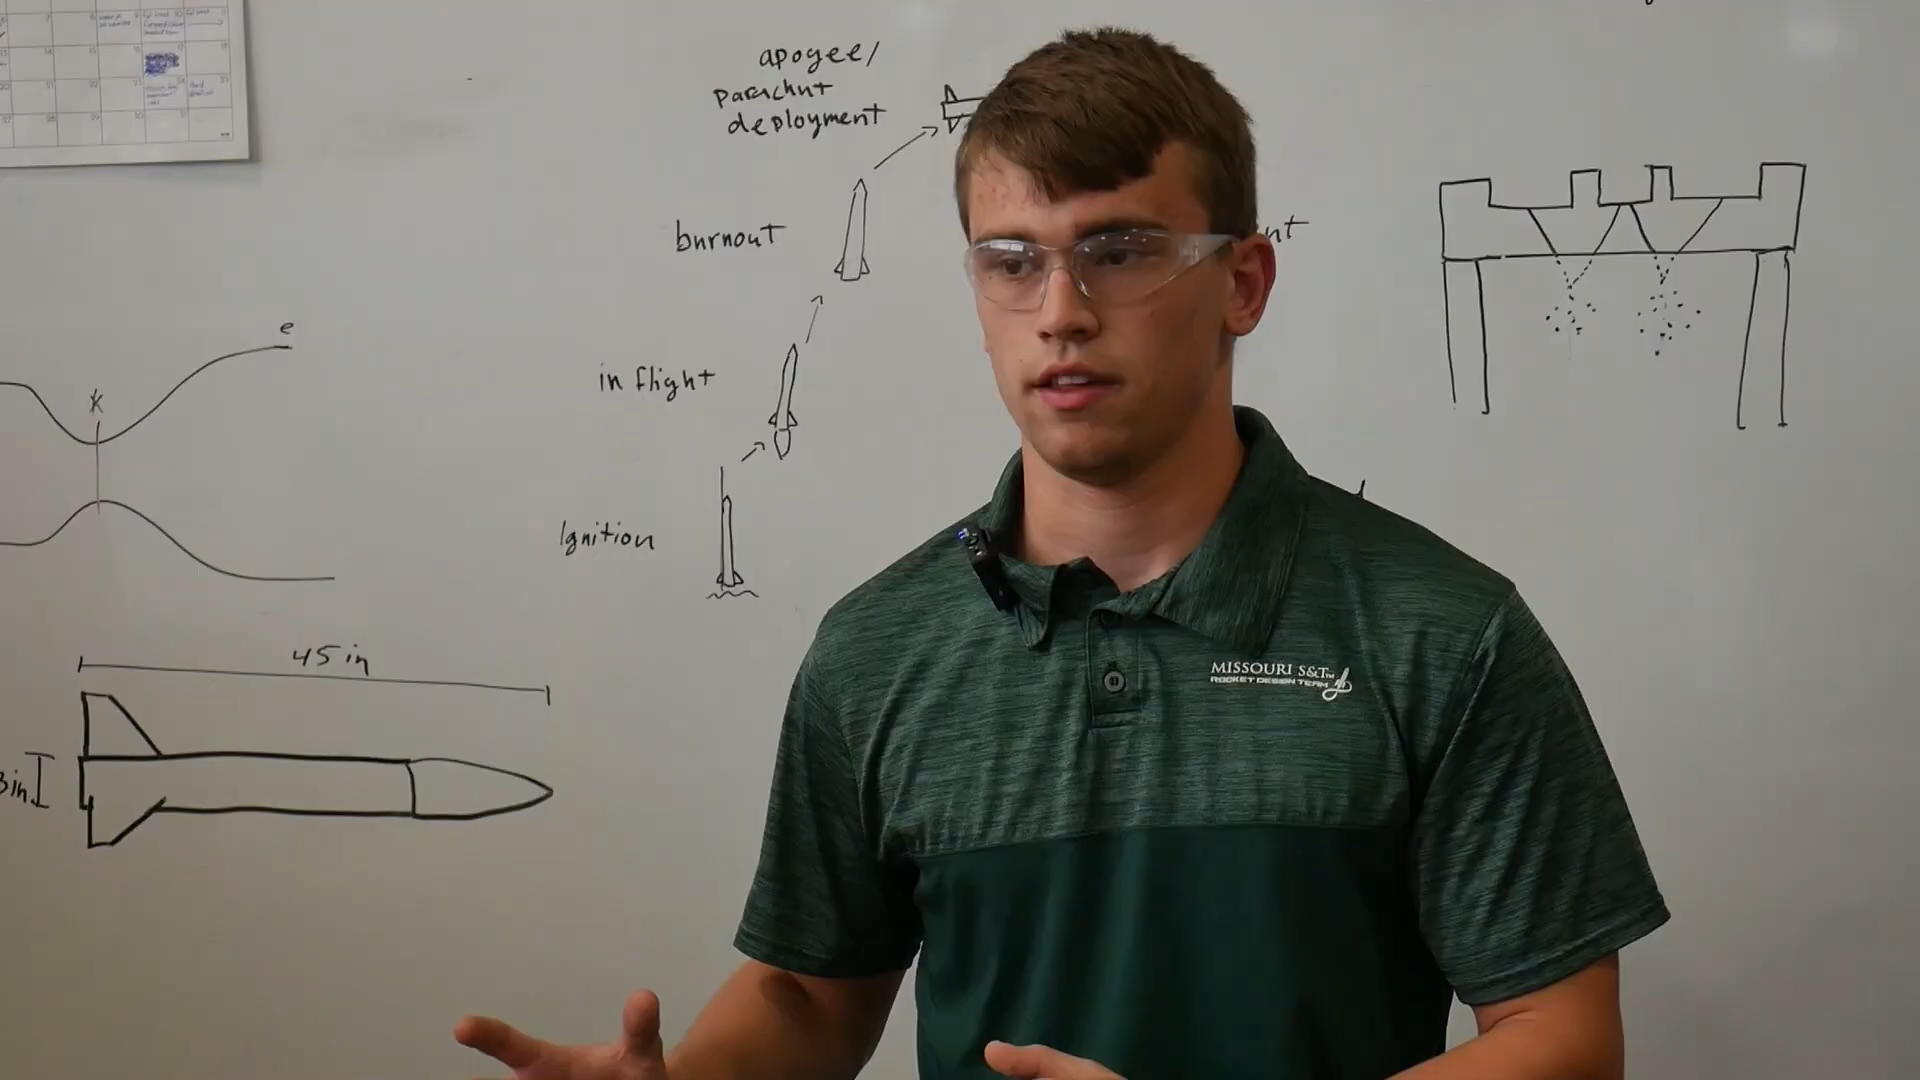 apogee/
parachut
deployment
burnout
in flight
Ignition
e
*
45 in
3in
MISSOURI S&T
ROCKET DESIGN TEAM